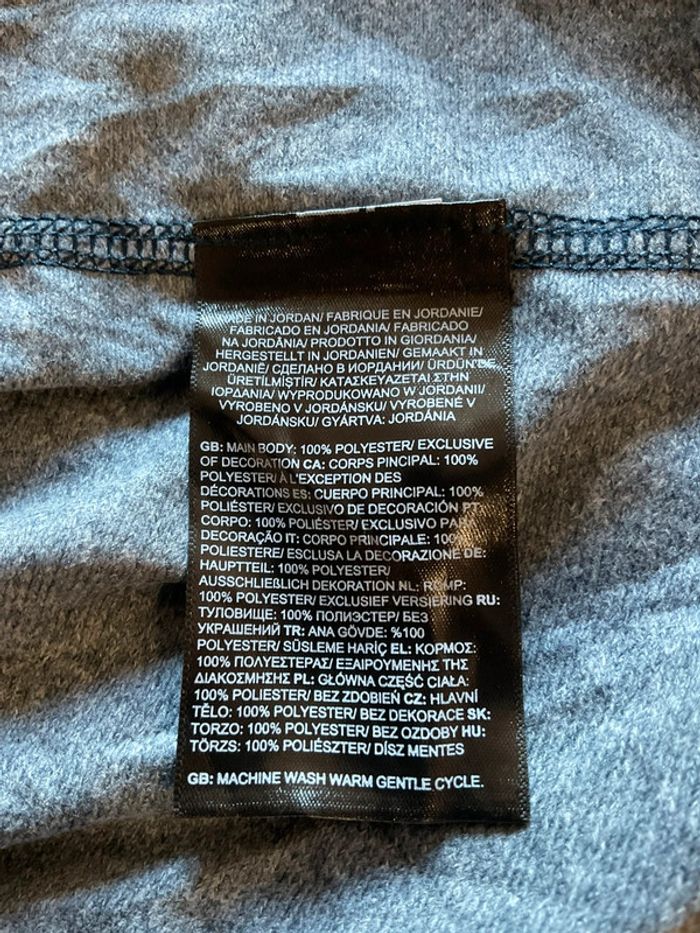 MADE IN JORDAN/ FABRIQUE EN JORDANIE/
FABRICADO EN JORDANIA/ FABRICADO
NA JORDÂNIA/ PRODOTTO IN GIORDANIA/
HERGESTELLT IN JORDANIEN/ GEMAAKT IN
JORDANIË/ СДЕЛАНО В ИОРДАНИИ/ ÜRDÜN'DE
ÜRETİLMİŞTİR/ ΚΑΤΑΣΚΕΥΑΖΕΤΑΙ ΣΤΗΝ
ΙΟΡΔΑΝΙΑ/ WYPRODUKOWANO W JORDANII/
VYROBENO V JORDÁNSKU/ VYROBENÉ V
JORDÁNSKU/ GYÁRTVA: JORDÁNIA
GB: MAIN BODY: 100% POLYESTER/ EXCLUSIVE
OF DECORATION CA: CORPS PINCIPAL: 100%
POLYESTER/ À L'EXCEPTION DES
DÉCORATIONS ES: CUERPO PRINCIPAL: 100%
POLIÉSTER/ EXCLUSIVO DE DECORACIÓN PT:
CORPO: 100% POLIÉSTER/ EXCLUSIVO PARA
DECORAÇÃO IT: CORPO PRINCIPALE: 100%
POLIESTERE/ ESCLUSA LA DECORAZIONE DE:
HAUPTTEIL: 100% POLYESTER/
AUSSCHLIEßLICH DEKORATION NL: ROMP:
100% POLYESTER/ EXCLUSIEF VERSIERING RU:
ТУЛОВИЩЕ: 100% ПОЛИЭСТЕР/ БЕЗ
УКРАШЕНИЙ TR: ANA GÖVDE: %100
POLYESTER/ SÜSLEME HARİÇ EL: ΚΟΡΜΟΣ:
100% ΠΟΛΥΕΣΤΕΡΑΣ/ ΕΞΑΙΡΟΥΜΕΝΗΣ ΤΗΣ
ΔΙΑΚΟΣΜΗΣΗΣ PL: GŁÓWNA CZĘŚĆ CIAŁA:
100% POLIESTER/ BEZ ZDOBIEŃ CZ: HLAVNÍ
TĚLO: 100% POLYESTER/ BEZ DEKORACE SK:
TORZO: 100% POLYESTER/ BEZ OZDOBY HU:
TÖRZS: 100% POLIÉSZTER/ DÍSZ MENTES
GB: MACHINE WASH WARM GENTLE CYCLE.